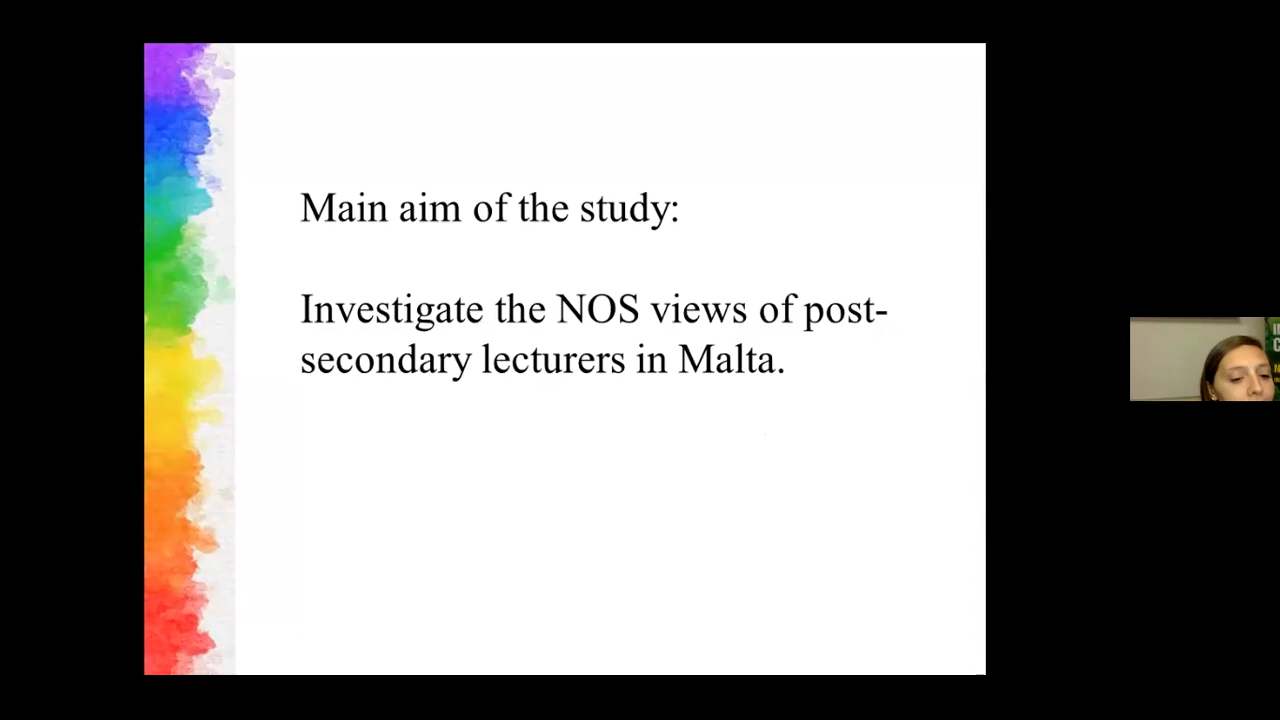 Main aim of the study:
Investigate the NOS views of post-
secondary lecturers in Malta.